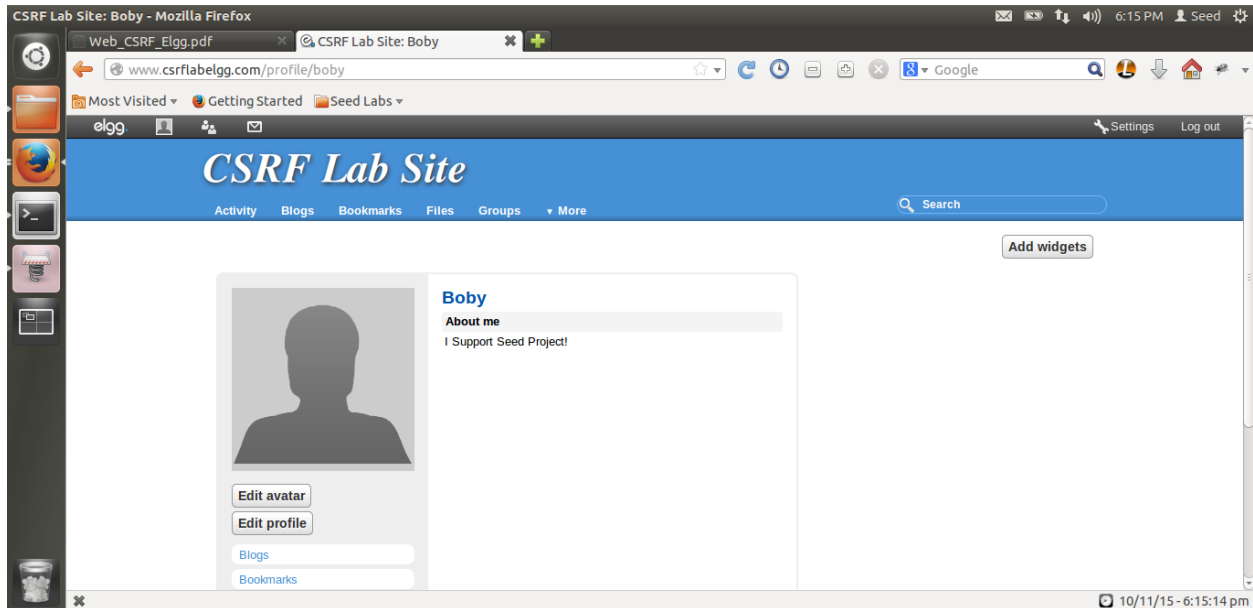 CSRF Lab Site: Boby - Mozilla Firefox
6:15 PM Seed
Web_CSRF_Elgg.pdf
CSRF Lab Site: Boby
www.csrflabelgg.com/profile/boby
8 Google
Most Visited Getting Started Seed Labs
elgg. Settings Log out
CSRF Lab Site
Activity Blogs Bookmarks Files Groups More
Search
Add widgets
Boby
About me
I Support Seed Project!
Edit avatar
Edit profile
Blogs
Bookmarks
10/11/15 - 6:15:14 pm